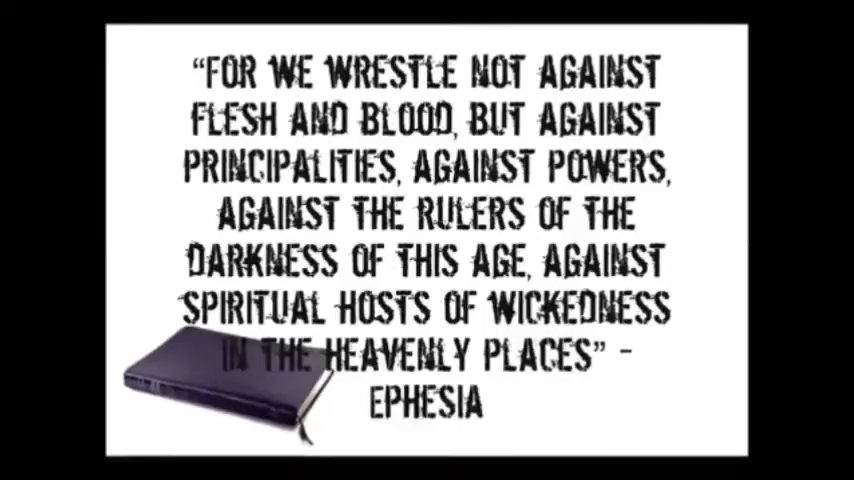 “FOR WE WRESTLE NOT AGAINST
FLESH AND BLOOD, BUT AGAINST
PRINCIPALITIES, AGAINST POWERS,
AGAINST THE RULERS OF THE
DARKNESS OF THIS AGE, AGAINST
SPIRITUAL HOSTS OF WICKEDNESS
IN THE HEAVENLY PLACES” -
EPHESIA